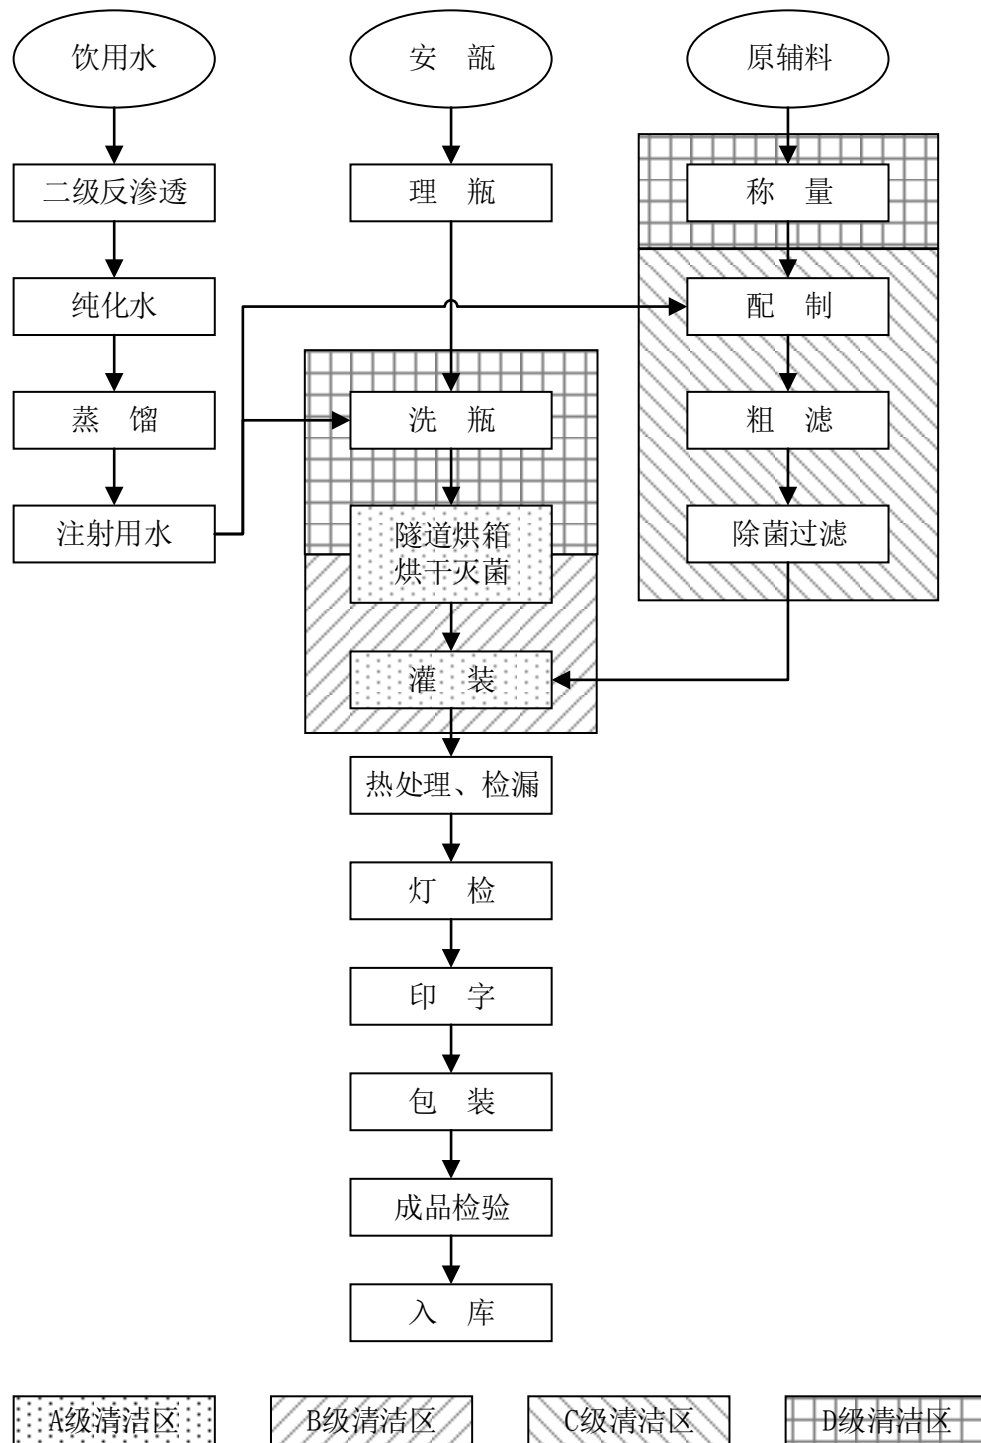 饮用水
安 瓿
原辅料
二级反渗透
理 瓶
称 量
纯化水
配 制
蒸 馏
洗 瓶
粗 滤
注射用水
隧道烘箱
烘干灭菌
除菌过滤
灌 装
热处理、检漏
灯 检
印 字
包 装
成品检验
入 库
A级清洁区
B级清洁区
C级清洁区
D级清洁区